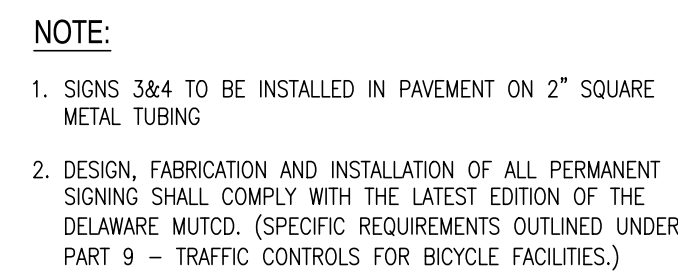 NOTE:
1. SIGNS 3&4 TO BE INSTALLED IN PAVEMENT ON 2" SQUARE
METAL TUBING
2. DESIGN, FABRICATION AND INSTALLATION OF ALL PERMANENT
SIGNING SHALL COMPLY WITH THE LATEST EDITION OF THE
DELAWARE MUTCD. (SPECIFIC REQUIREMENTS OUTLINED UNDER
PART 9 – TRAFFIC CONTROLS FOR BICYCLE FACILITIES.)